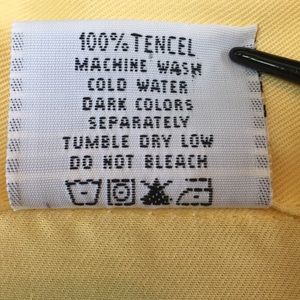 100% TENCEL
MACHINE WASH
COLD WATER
DARK COLORS
SEPARATELY
TUMBLE DRY LOW
DO NOT BLEACH